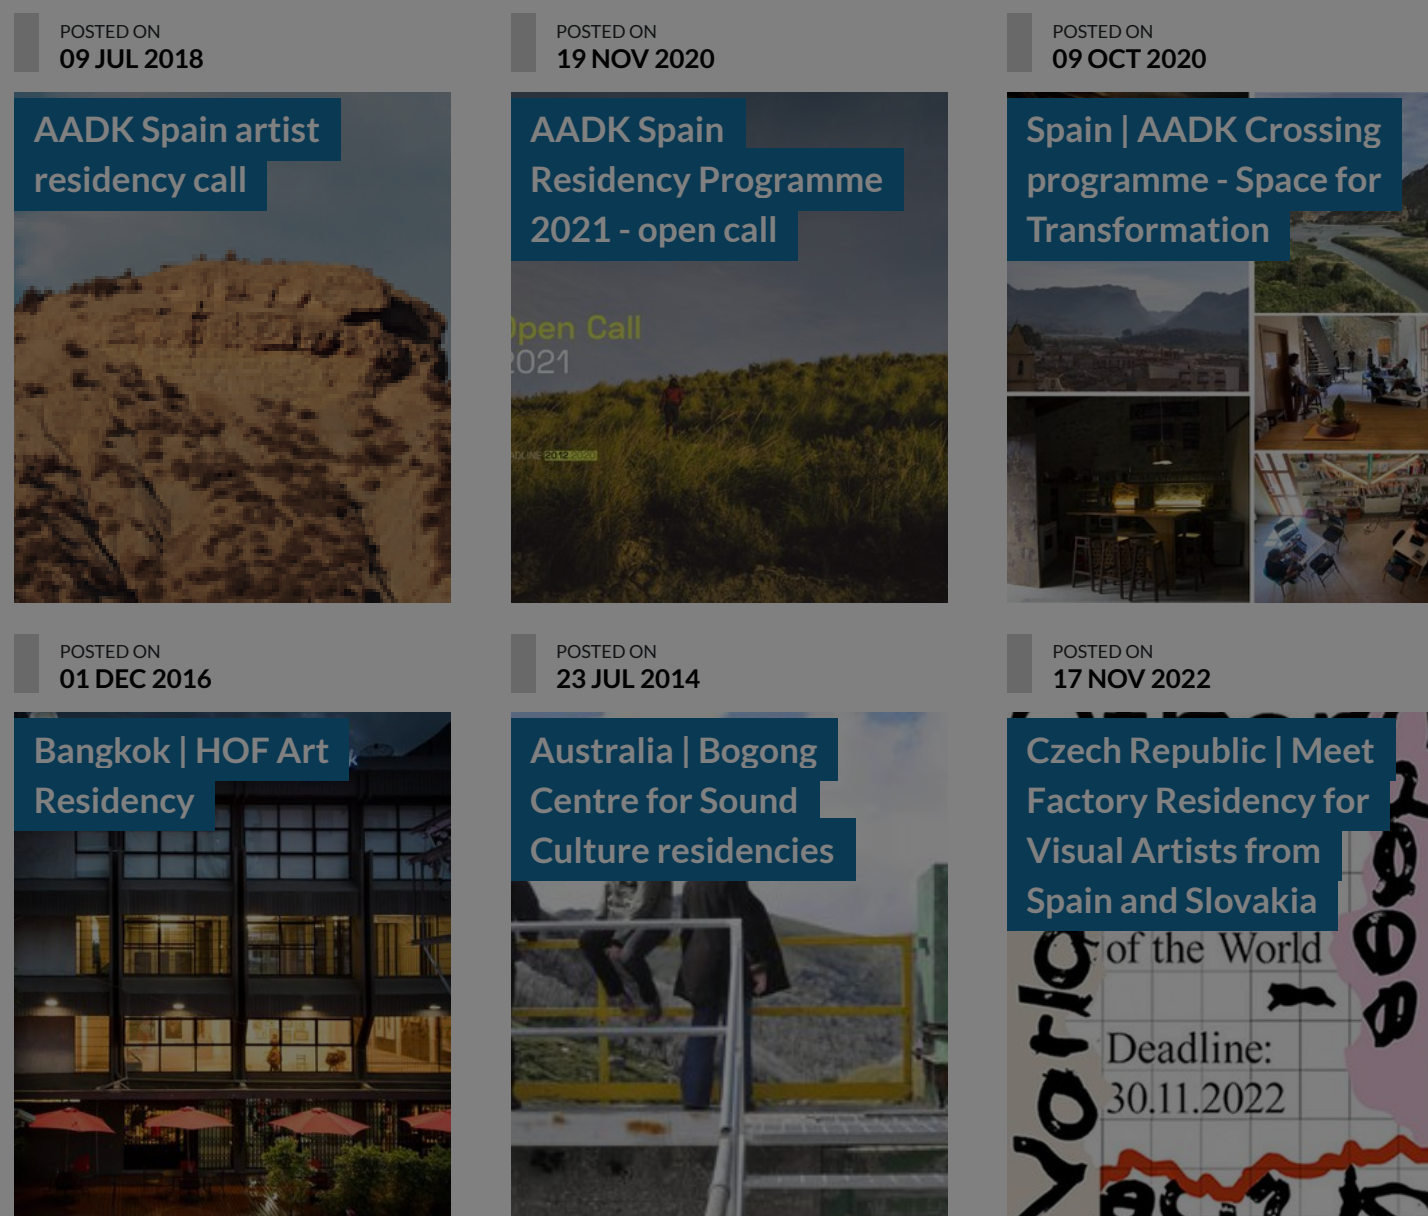 POSTED ON
09 JUL 2018
AADK Spain artist
residency call
POSTED ON
19 NOV 2020
AADK Spain
Residency Programme
2021 - open call
Open Call
2021
2012 2020
POSTED ON
09 OCT 2020
Spain | AADK Crossing
programme - Space for
Transformation
POSTED ON
01 DEC 2016
Bangkok | HOF Art
Residency
POSTED ON
23 JUL 2014
Australia | Bogong
Centre for Sound
Culture residencies
POSTED ON
17 NOV 2022
Czech Republic | Meet
Factory Residency for
Visual Artists from
Spain and Slovakia
of the World
Deadline:
30.11.2022